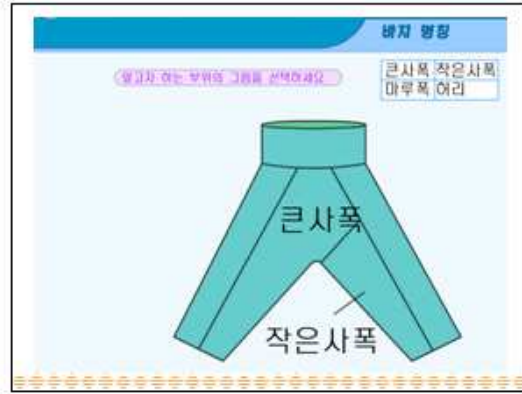 바지 명칭
알고자 하는 부위의 그림을 선택하세요
큰사폭 작은사폭
마루폭 허리
큰사폭
작은사폭